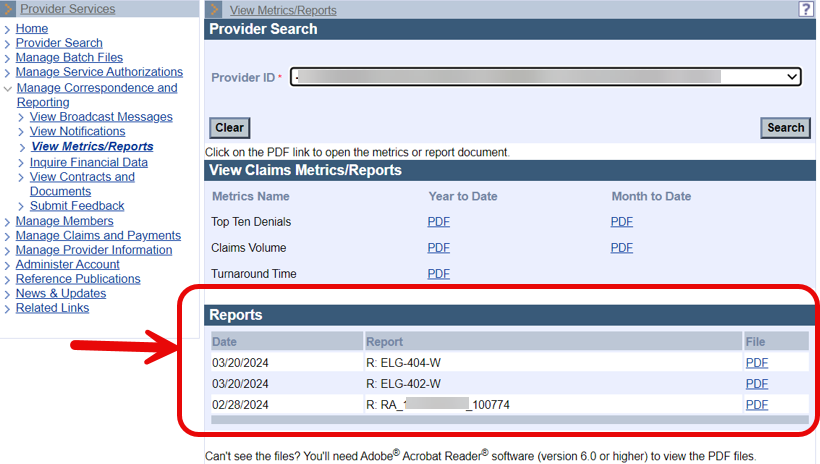 Provider Services
Home
Provider Search
Manage Batch Files
Manage Service Authorizations
Manage Correspondence and
Reporting
View Broadcast Messages
View Notifications
View Metrics/Reports
Inquire Financial Data
View Contracts and
Documents
Submit Feedback
Manage Members
Manage Claims and Payments
Manage Provider Information
Administer Account
Reference Publications
News & Updates
Related Links
View Metrics/Reports ?
Provider Search
Provider ID *
Clear Search
Click on the PDF link to open the metrics or report document.
View Claims Metrics/Reports
Metrics Name Year to Date Month to Date
Top Ten Denials PDF PDF
Claims Volume PDF PDF
Turnaround Time PDF
Reports
Date Report File
03/20/2024 R: ELG-404-W PDF
03/20/2024 R: ELG-402-W PDF
02/28/2024 R: RA_ _100774 PDF
Can't see the files? You'll need Adobe® Acrobat Reader® software (version 6.0 or higher) to view the PDF files.